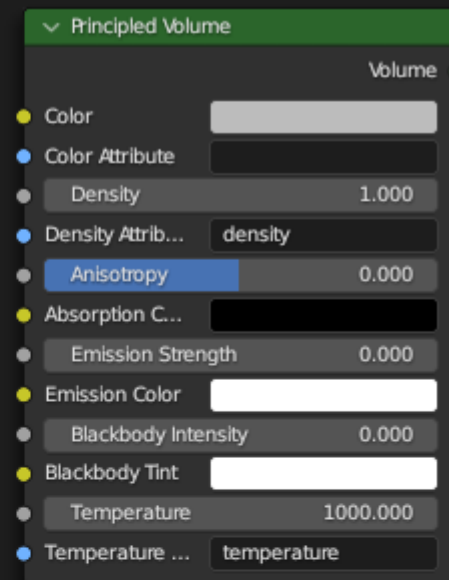 Principled Volume
Volume
Color
Color Attribute
Density 1.000
Density Attrib... density
Anisotropy 0.000
Absorption C...
Emission Strength 0.000
Emission Color
Blackbody Intensity 0.000
Blackbody Tint
Temperature 1000.000
Temperature ... temperature